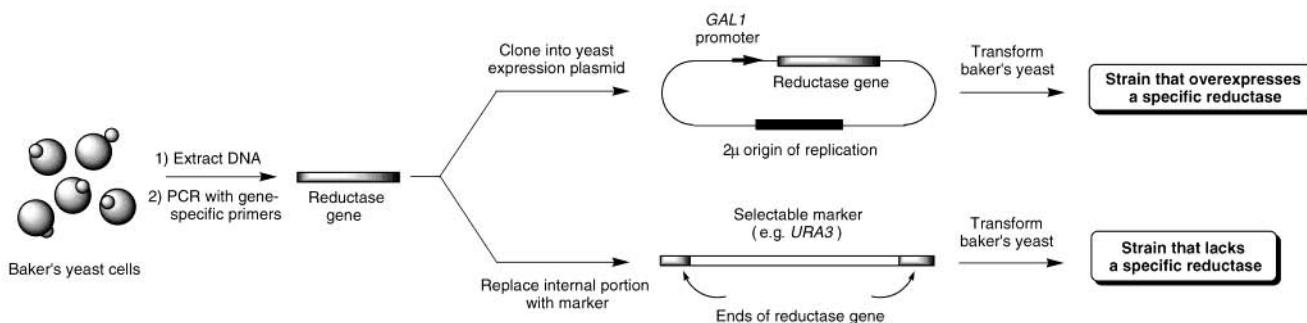 Baker's yeast cells
1) Extract DNA
2) PCR with gene-
specific primers
Reductase
gene
Clone into yeast
expression plasmid
GAL1
promoter
Reductase gene
2μ origin of replication
Transform
baker's yeast
Strain that overexpresses
a specific reductase
Replace internal portion
with marker
Selectable marker
( e.g. URA3 )
Ends of reductase gene
Transform
baker's yeast
Strain that lacks
a specific reductase